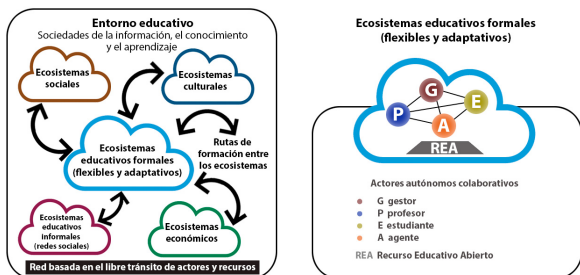 Entorno educativo
Sociedades de la información, el conocimiento
y el aprendizaje
Ecosistemas
sociales
Ecosistemas
culturales
Ecosistemas
educativos formales
(flexibles y adaptativos)
Rutas de
formación entre
los ecosistemas
Ecosistemas
educativos
informales
(redes sociales)
Ecosistemas
económicos
Red basada en el libre tránsito de actores y recursos
Ecosistemas educativos formales
(flexibles y adaptativos)
G
E
P
A
REA
Actores autónomos colaborativos
G gestor
P profesor
E estudiante
A agente
REA Recurso Educativo Abierto